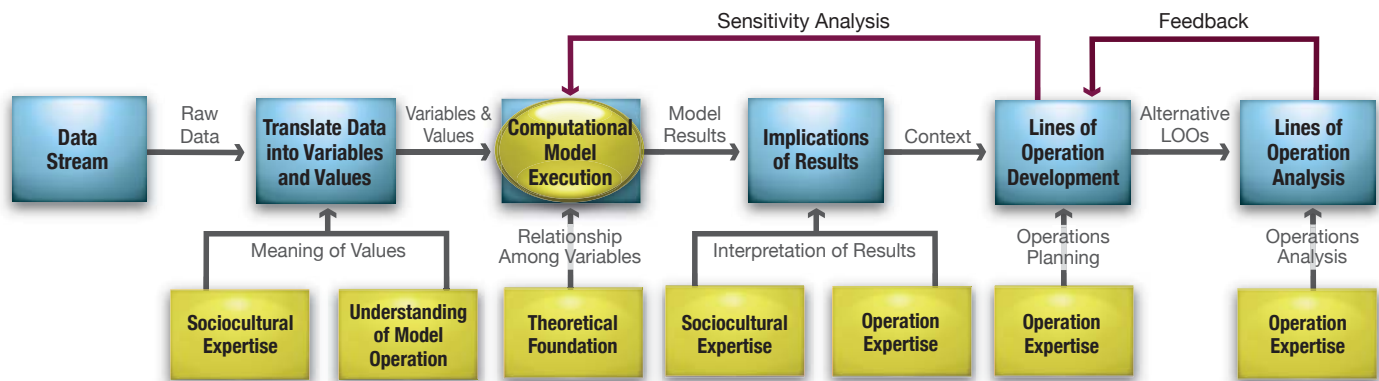 Sensitivity Analysis
Feedback
Data
Stream
Raw
Data
Translate Data
into Variables
and Values
Variables &
Values
Computational
Model
Execution
Model
Results
Implications
of Results
Context
Lines of
Operation
Development
Alternative
LOOs
Lines of
Operation
Analysis
Meaning of Values
Relationship
Among Variables
Interpretation of Results
Operations
Planning
Operations
Analysis
Sociocultural
Expertise
Understanding
of Model
Operation
Theoretical
Foundation
Sociocultural
Expertise
Operation
Expertise
Operation
Expertise
Operation
Expertise